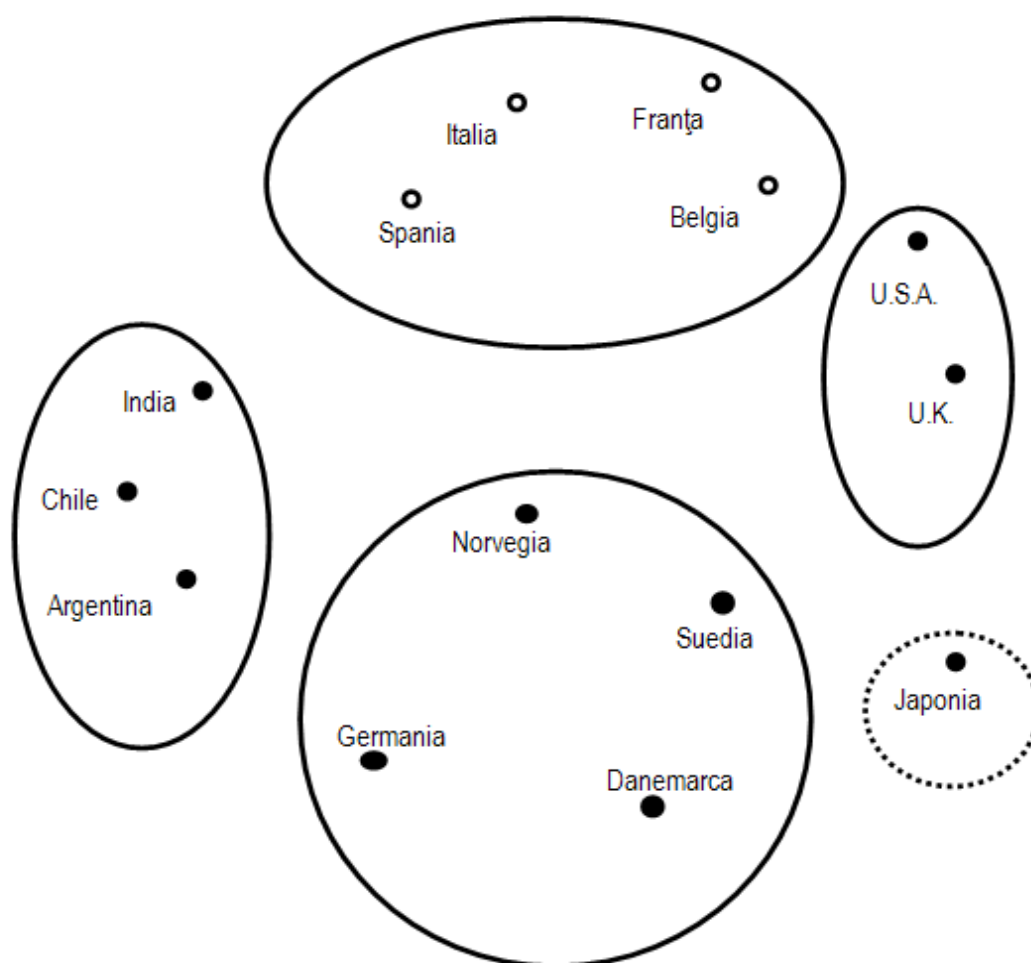 Italia
Franţa
Spania
Belgia
U.S.A.
U.K.
India
Chile
Argentina
Norvegia
Suedia
Germania
Danemarca
Japonia